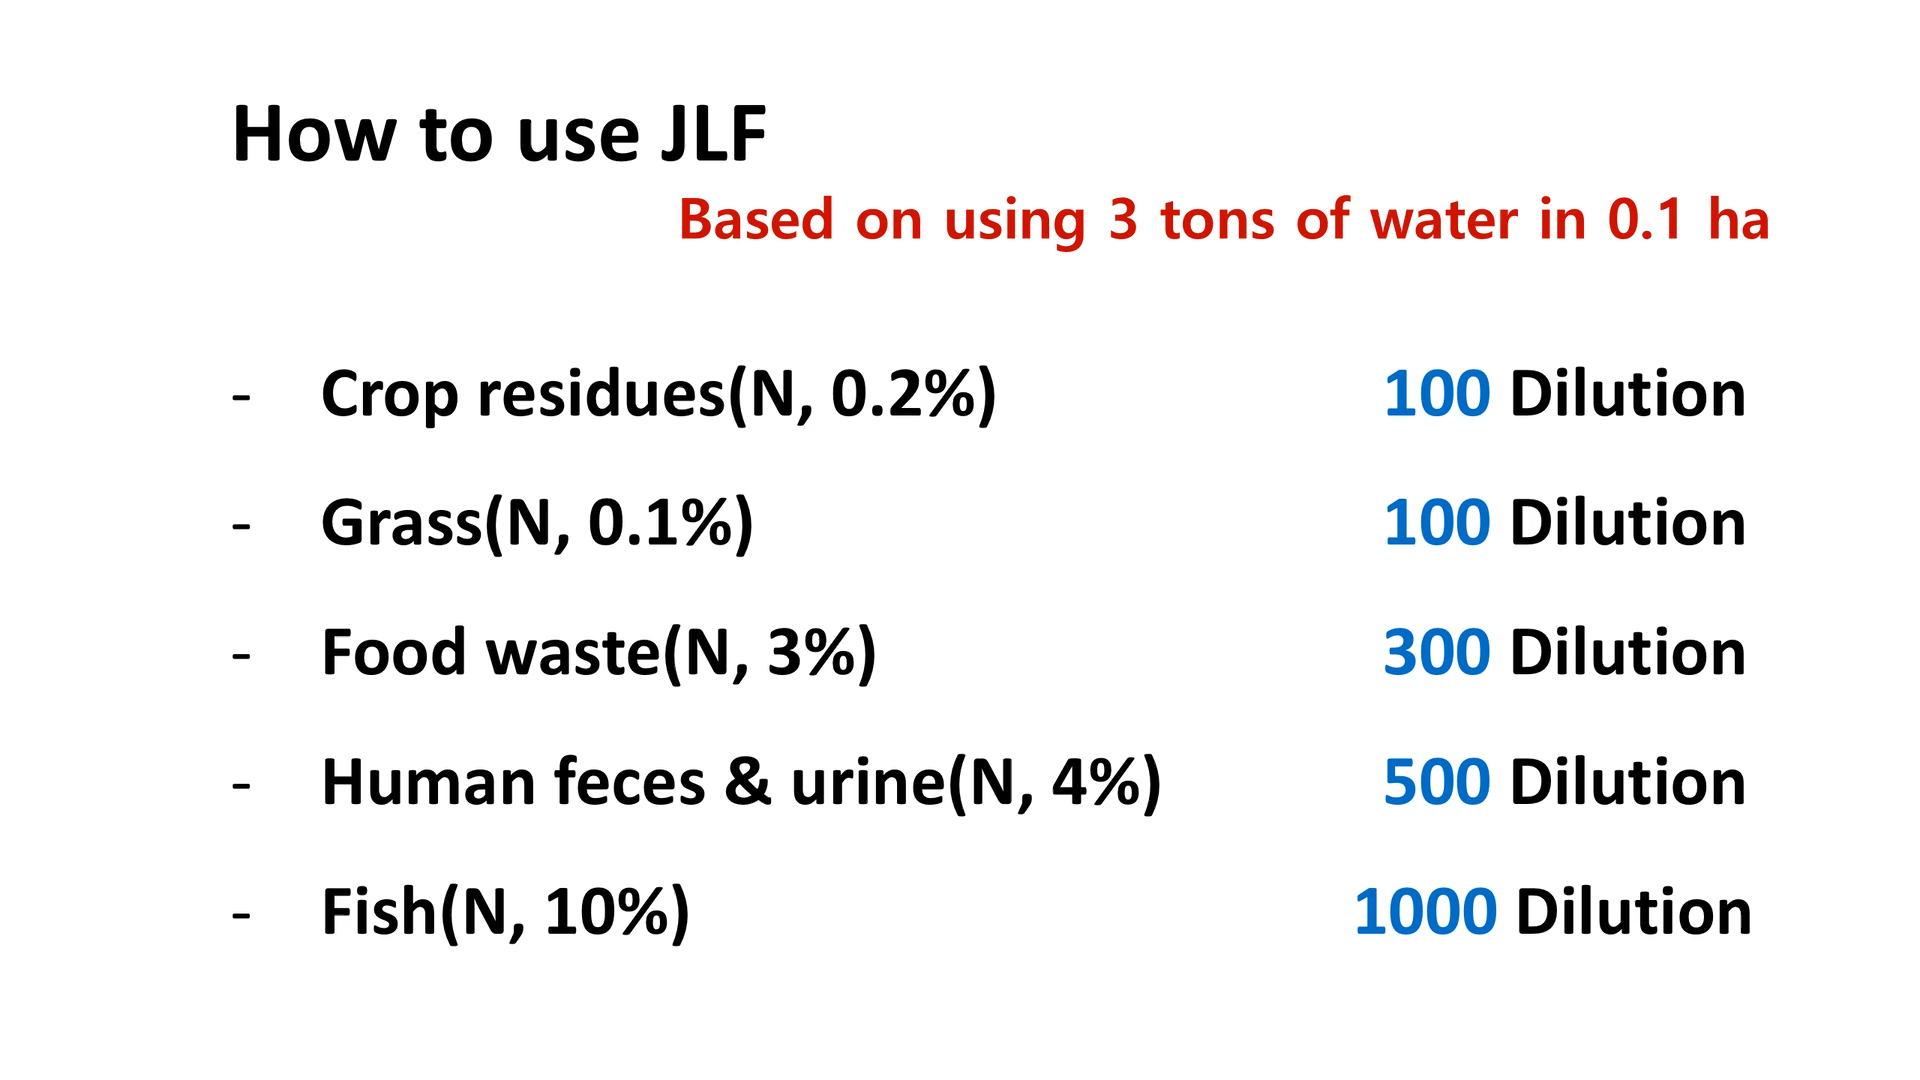 How to use JLF
Based on using 3 tons of water in 0.1 ha
- Crop residues(N, 0.2%) 100 Dilution
- Grass(N, 0.1%) 100 Dilution
- Food waste(N, 3%) 300 Dilution
- Human feces & urine(N, 4%) 500 Dilution
- Fish(N, 10%) 1000 Dilution